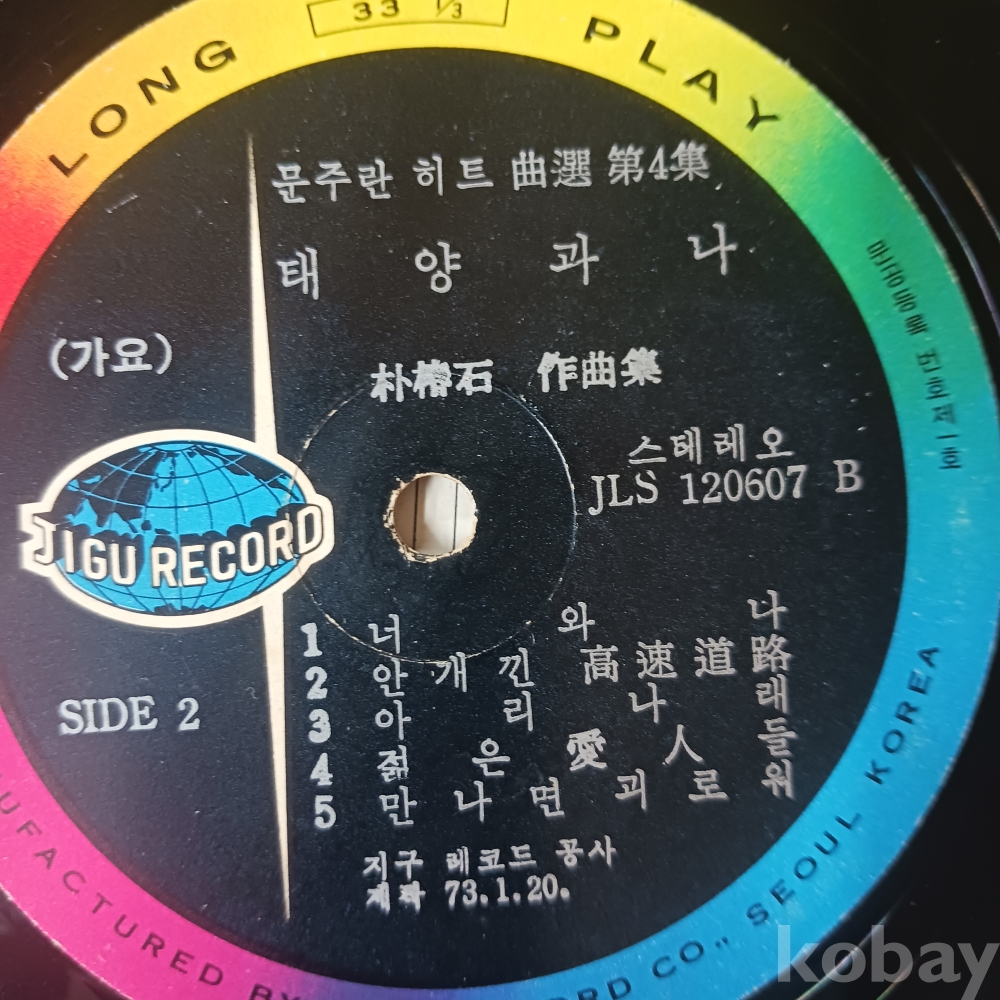 33 1/3
LONG PLAY
문주란 히트 曲選 第4集
태양과나
(가요)
朴椿石 作曲集
스테레오
JLS 120607 B
JIGU RECORD
SIDE 2
1 너와나
2 안개낀 高速道路
3 아리나래
4 젊은愛人들
5 만나면괴로워
지구 레코드 공사
제작 73.1.20.
UFACTURED BY
RD CO., SEOUL KOREA
kobay